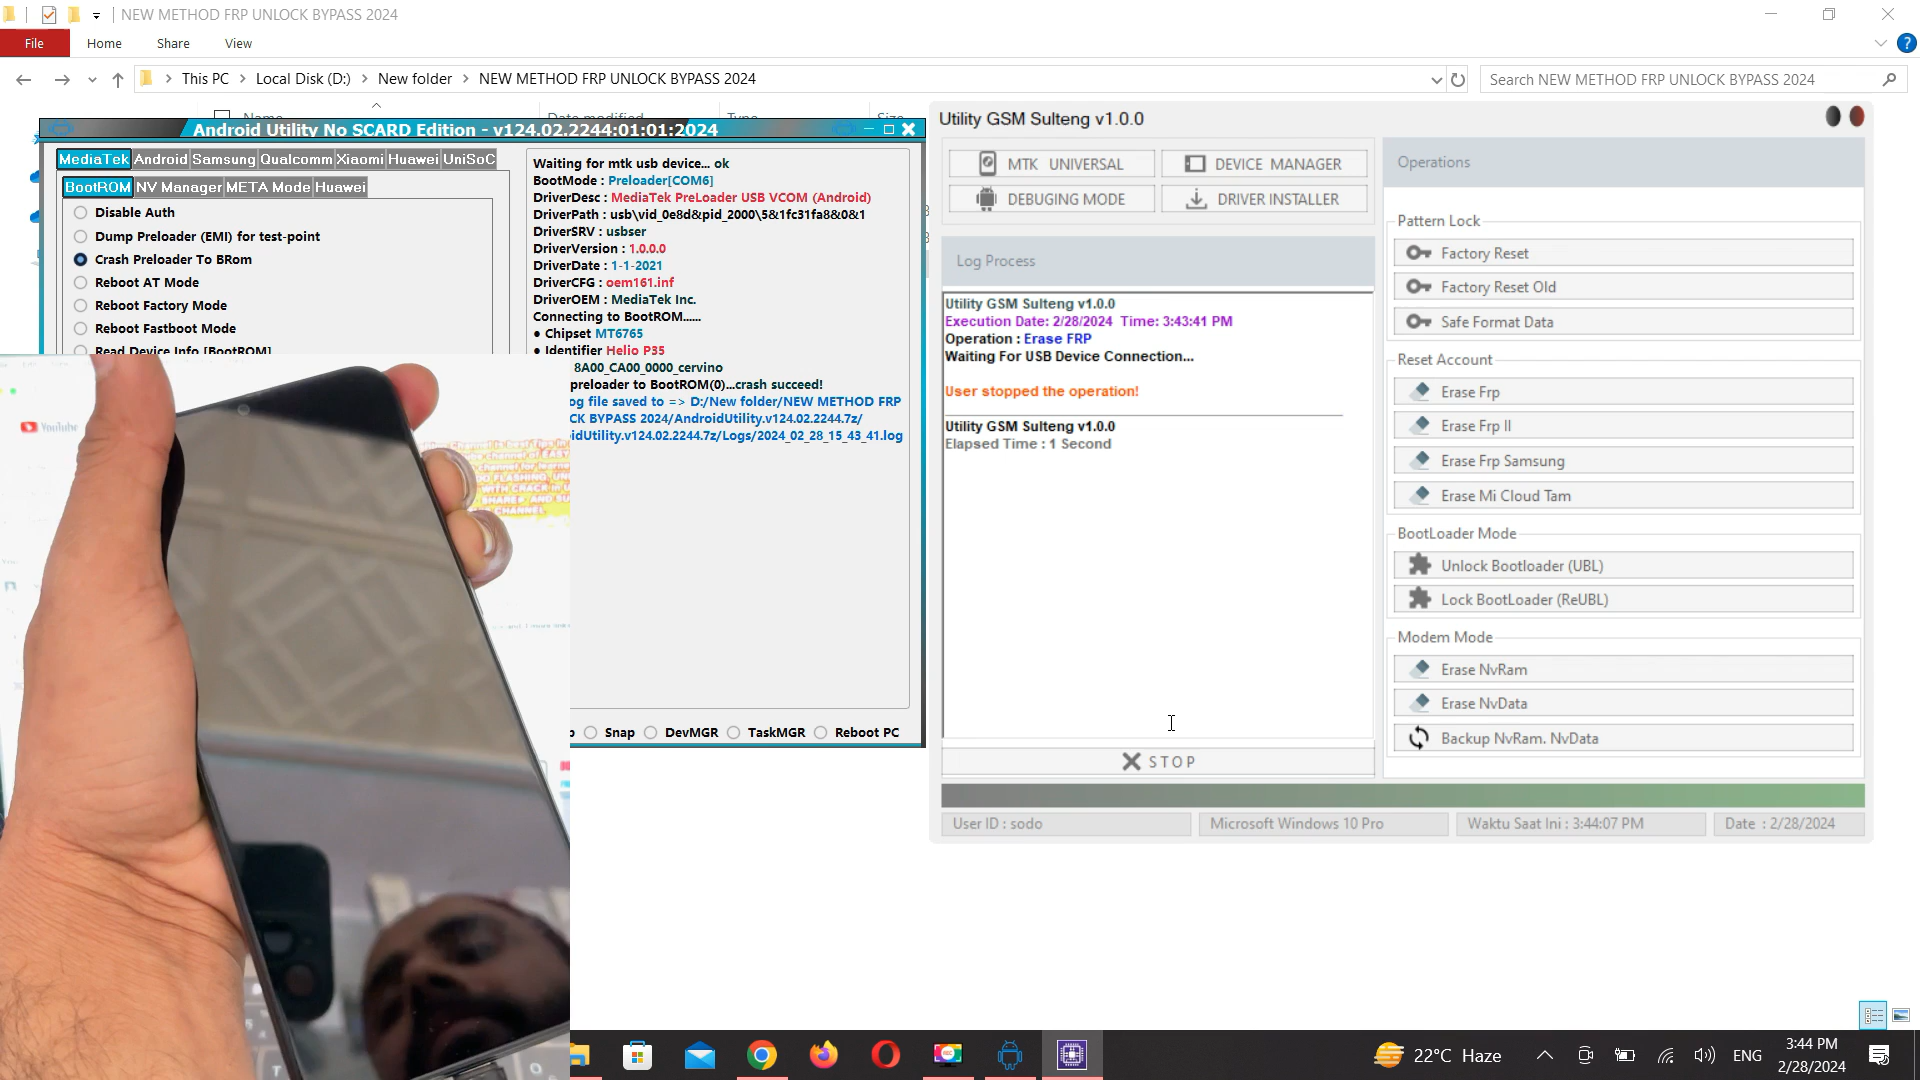 NEW METHOD FRP UNLOCK BYPASS 2024
File Home Share View
This PC Local Disk (D:) New folder NEW METHOD FRP UNLOCK BYPASS 2024
Search NEW METHOD FRP UNLOCK BYPASS 2024
Name Date modified Type Size
Android Utility No SCARD Edition - v124.02.2244:01:01:2024
MediaTek Android Samsung Qualcomm Xiaomi Huawei UniSoC
BootROM NV Manager META Mode Huawei
Disable Auth
Dump Preloader (EMI) for test-point
Crash Preloader To BRom
Reboot AT Mode
Reboot Factory Mode
Reboot Fastboot Mode
Read Device Info [BootROM]
Waiting for mtk usb device... ok
BootMode : Preloader[COM6]
DriverDesc : MediaTek PreLoader USB VCOM (Android)
DriverPath : usb\vid_0e8d&pid_2000\5&1fc31fa8&0&1
DriverSRV : usbser
DriverVersion : 1.0.0.0
DriverDate : 1-1-2021
DriverCFG : oem161.inf
DriverOEM : MediaTek Inc.
Connecting to BootROM......
● Chipset MT6765
● Identifier Helio P35
8A00_CA00_0000_cervino
preloader to BootROM(0)...crash succeed!
og file saved to => D:/New folder/NEW METHOD FRP
CK BYPASS 2024/AndroidUtility.v124.02.2244.7z/
idUtility.v124.02.2244.7z/Logs/2024_02_28_15_43_41.log
Snap DevMGR TaskMGR Reboot PC
YouTube
Utility GSM Sulteng v1.0.0
MTK UNIVERSAL DEVICE MANAGER
DEBUGING MODE DRIVER INSTALLER
Log Process
Utility GSM Sulteng v1.0.0
Execution Date: 2/28/2024 Time: 3:43:41 PM
Operation : Erase FRP
Waiting For USB Device Connection...
User stopped the operation!
Utility GSM Sulteng v1.0.0
Elapsed Time : 1 Second
STOP
Operations
Pattern Lock
Factory Reset
Factory Reset Old
Safe Format Data
Reset Account
Erase Frp
Erase Frp II
Erase Frp Samsung
Erase Mi Cloud Tam
BootLoader Mode
Unlock Bootloader (UBL)
Lock BootLoader (ReUBL)
Modem Mode
Erase NvRam
Erase NvData
Backup NvRam. NvData
User ID : sodo Microsoft Windows 10 Pro Waktu Saat Ini : 3:44:07 PM Date : 2/28/2024
22°C Haze ENG
3:44 PM
2/28/2024